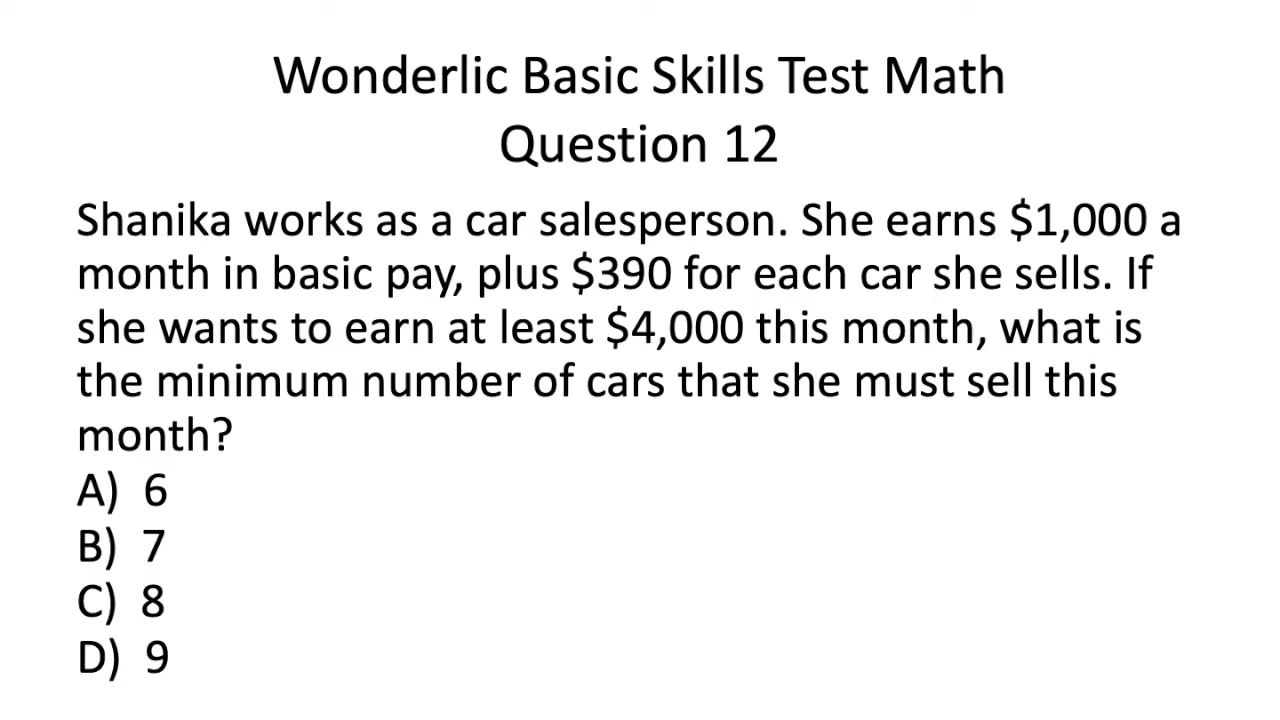 Wonderlic Basic Skills Test Math
Question 12
Shanika works as a car salesperson. She earns $1,000 a
month in basic pay, plus $390 for each car she sells. If
she wants to earn at least $4,000 this month, what is
the minimum number of cars that she must sell this
month?
A) 6
B) 7
C) 8
D) 9